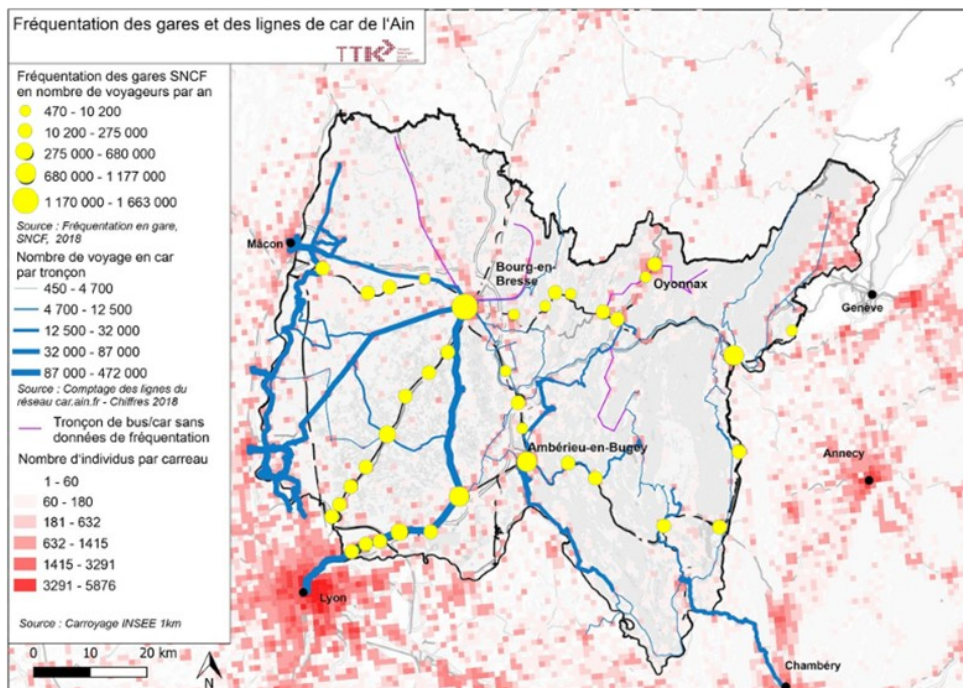 Fréquentation des gares et des lignes de car de l'Ain
TTK
Fréquentation des gares SNCF
en nombre de voyageurs par an
470 - 10 200
10 200 - 275 000
275 000 - 680 000
680 000 - 1 177 000
1 170 000 - 1 663 000
Source : Fréquentation en gare,
SNCF, 2018
Nombre de voyage en car
par tronçon
450 - 4 700
4 700 - 12 500
12 500 - 32 000
32 000 - 87 000
87 000 - 472 000
Source : Comptage des lignes du
réseau car.ain.fr - Chiffres 2018
Tronçon de bus/car sans
données de fréquentation
Nombre d'individus par carreau
1 - 60
60 - 180
181 - 632
632 - 1415
1415 - 3291
3291 - 5876
Source : Carroyage INSEE 1km
0 10 20 km
N
Mâcon
Bourg-en-
Bresse
Oyonnax
Genève
Ambérieu-en-Bugey
Annecy
Lyon
Chambéry